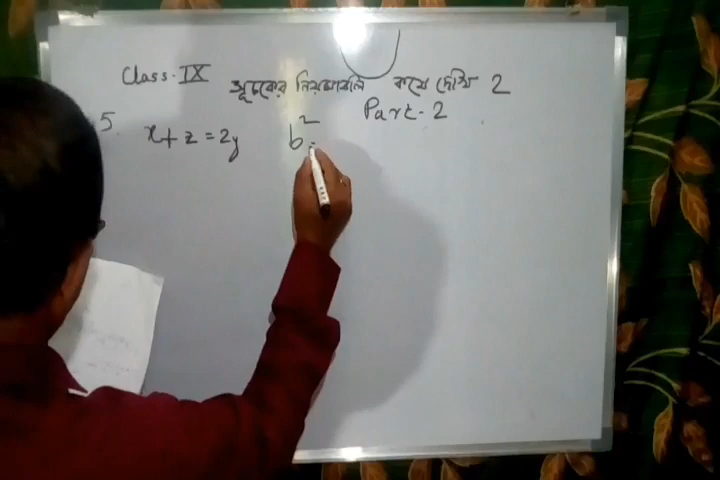 Class - IX সূচকের নিয়মাবলি কষে দেখি 2
Part - 2
5. x + z = 2y b² =